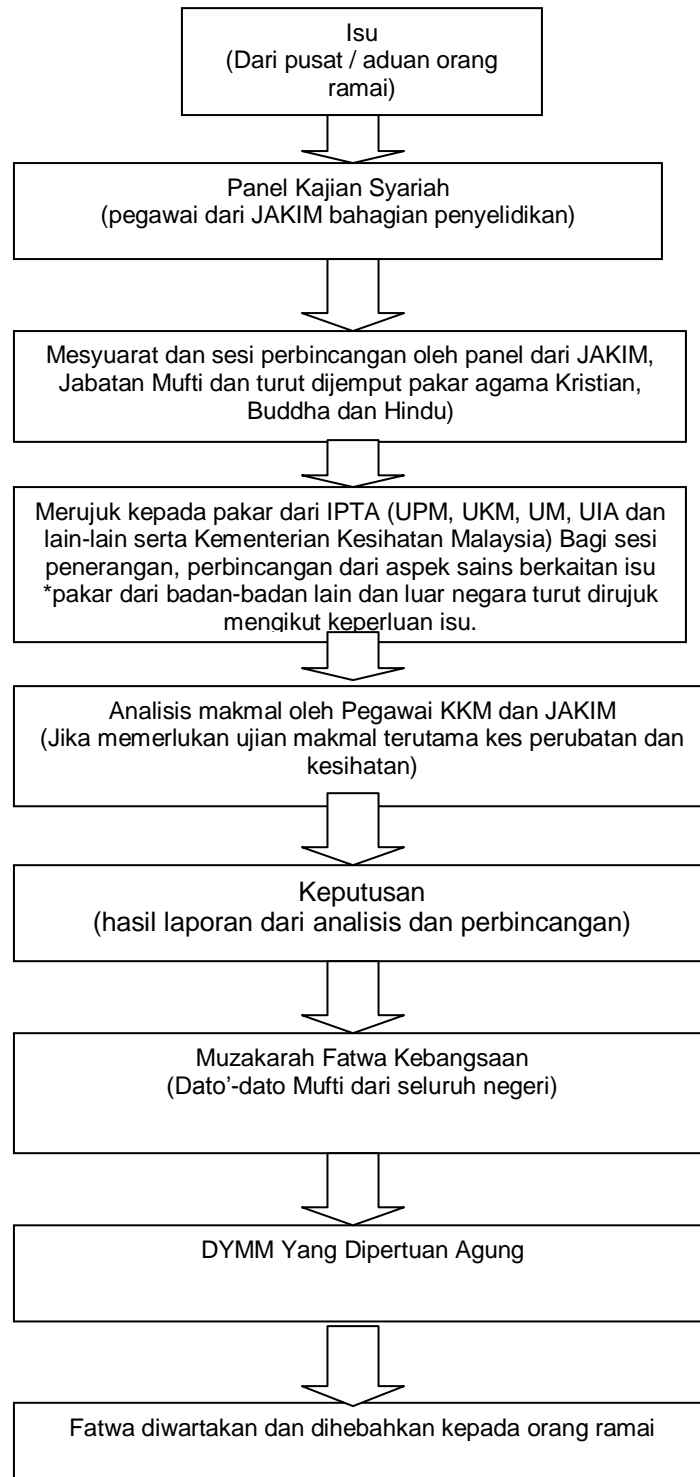 Isu
(Dari pusat / aduan orang
ramai)
Panel Kajian Syariah
(pegawai dari JAKIM bahagian penyelidikan)
Mesyuarat dan sesi perbincangan oleh panel dari JAKIM,
Jabatan Mufti dan turut dijemput pakar agama Kristian,
Buddha dan Hindu)
Merujuk kepada pakar dari IPTA (UPM, UKM, UM, UIA dan
lain-lain serta Kementerian Kesihatan Malaysia) Bagi sesi
penerangan, perbincangan dari aspek sains berkaitan isu
*pakar dari badan-badan lain dan luar negara turut dirujuk
mengikut keperluan isu.
Analisis makmal oleh Pegawai KKM dan JAKIM
(Jika memerlukan ujian makmal terutama kes perubatan dan
kesihatan)
Keputusan
(hasil laporan dari analisis dan perbincangan)
Muzakarah Fatwa Kebangsaan
(Dato’-dato Mufti dari seluruh negeri)
DYMM Yang Dipertuan Agung
Fatwa diwartakan dan dihebahkan kepada orang ramai